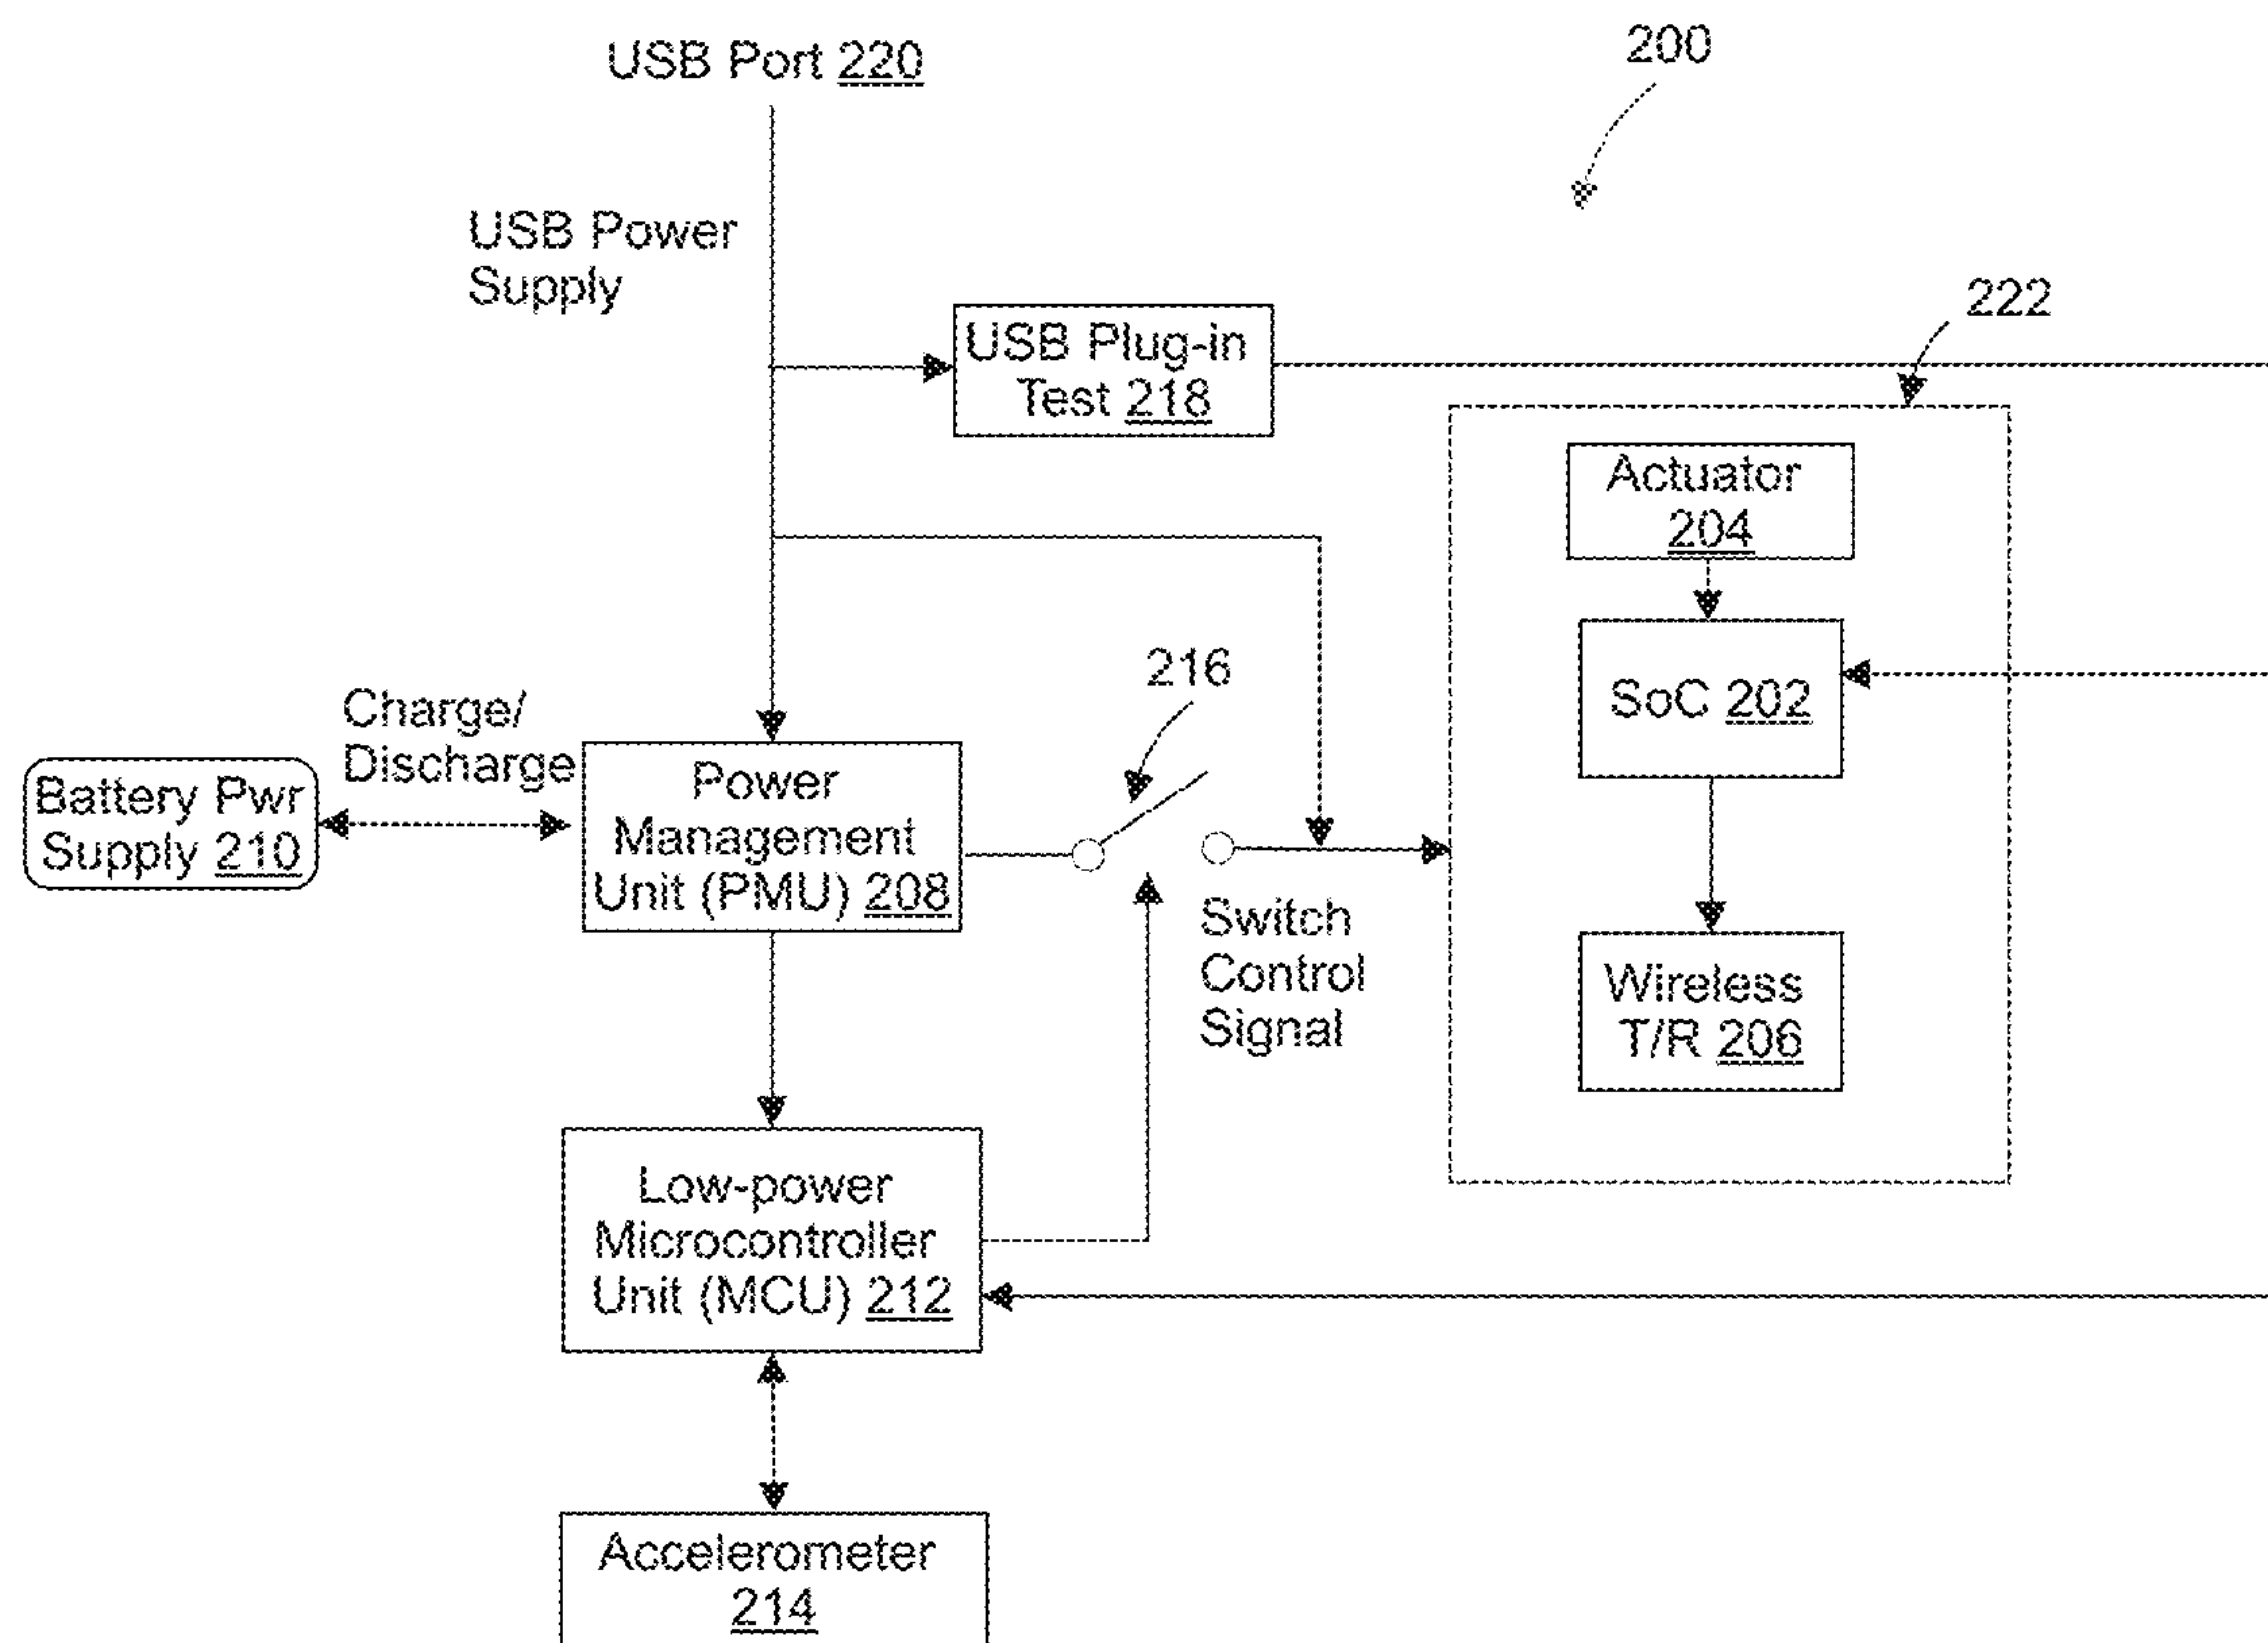 USB Port 220
200
USB Power
Supply
222
USB Plug-in
Test 218
Actuator
204
216
SoC 202
Charge/
Discharge
Battery Pwr
Supply 210
Power
Management
Unit (PMU) 208
Switch
Control
Signal
Wireless
T/R 206
Low-power
Microcontroller
Unit (MCU) 212
Accelerometer
214